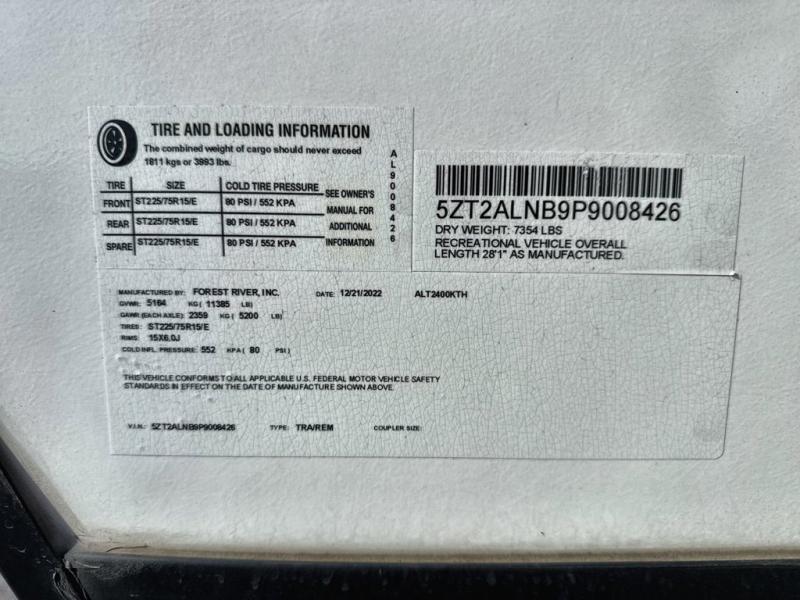 TIRE AND LOADING INFORMATION
The combined weight of cargo should never exceed
1811 kgs or 3993 lbs.
TIRE SIZE COLD TIRE PRESSURE
FRONT ST225/75R15/E 80 PSI / 552 KPA
REAR ST225/75R15/E 80 PSI / 552 KPA
SPARE ST225/75R15/E 80 PSI / 552 KPA
SEE OWNER'S
MANUAL FOR
ADDITIONAL
INFORMATION
AL9008426
5ZT2ALNB9P9008426
DRY WEIGHT: 7354 LBS
RECREATIONAL VEHICLE OVERALL
LENGTH 28'1" AS MANUFACTURED.
MANUFACTURED BY: FOREST RIVER, INC. DATE: 12/21/2022 ALT2400KTH
GVWR: 5164 KG ( 11385 LB)
GAWR (EACH AXLE): 2359 KG ( 5200 LB)
TIRES: ST225/75R15/E
RIMS: 15X6.0J
COLD INFL. PRESSURE: 552 KPA ( 80 PSI )
THIS VEHICLE CONFORMS TO ALL APPLICABLE U.S. FEDERAL MOTOR VEHICLE SAFETY
STANDARDS IN EFFECT ON THE DATE OF MANUFACTURE SHOWN ABOVE.
V.I.N.: 5ZT2ALNB9P9008426 TYPE: TRA/REM COUPLER SIZE: